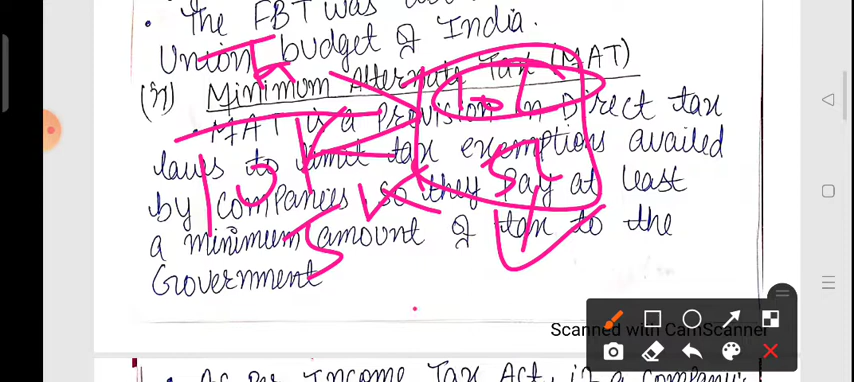 • The FBT was
Union budget of India.
Minimum Alternate Tax (MAT)
• MAT is a Provision in Direct tax
laws to limit tax exemptions availed
by companies, so they pay at least
a minimum amount of tax to the
Government
Scanned with CamScanner
• As Per Income Tax Act, if a Company's